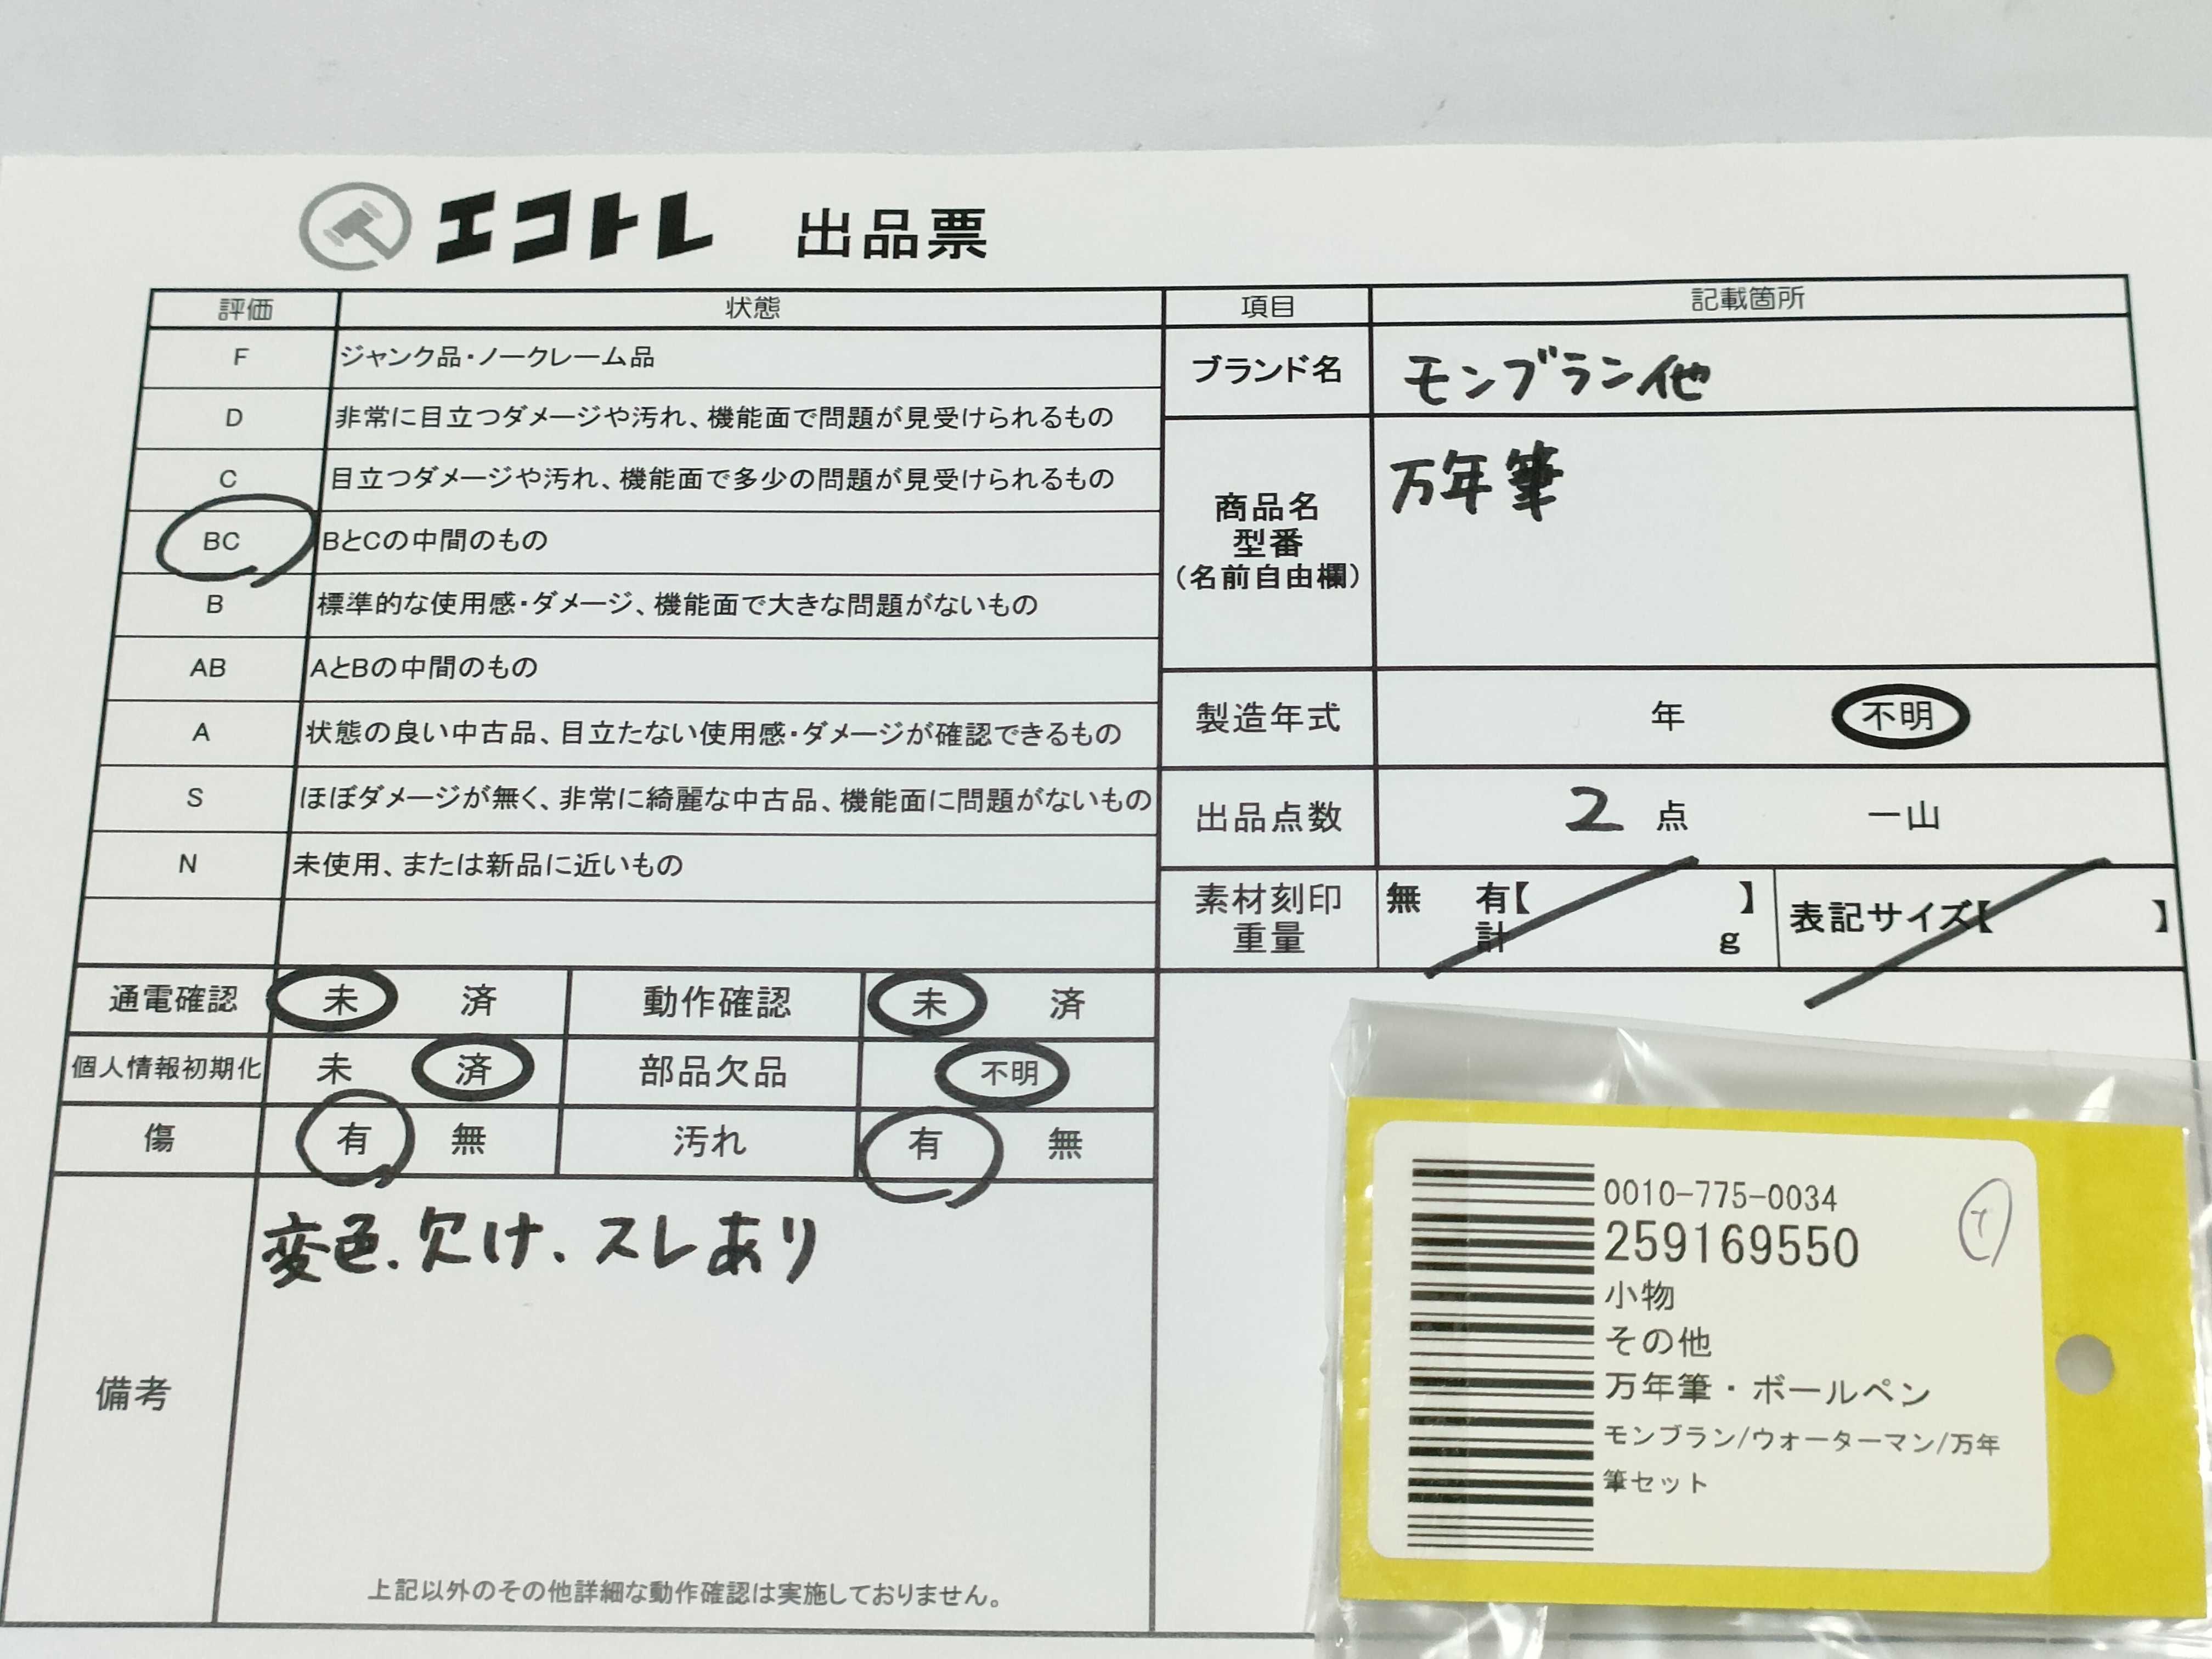 エコトレ 出品票
評価 状態 項目 記載箇所
F ジャンク品・ノークレーム品
D 非常に目立つダメージや汚れ、機能面で問題が見受けられるもの
C 目立つダメージや汚れ、機能面で多少の問題が見受けられるもの
BC BとCの中間のもの
B 標準的な使用感・ダメージ、機能面で大きな問題がないもの
AB AとBの中間のもの
A 状態の良い中古品、目立たない使用感・ダメージが確認できるもの
S ほぼダメージが無く、非常に綺麗な中古品、機能面に問題がないもの
N 未使用、または新品に近いもの
ブランド名 モンブラン他
商品名
型番
(名前自由欄)
万年筆
製造年式 年 不明
出品点数 2 点 一山
素材刻印
重量
無 有【 】
計 g
表記サイズ【 】
通電確認 未 済 動作確認 未 済
個人情報初期化 未 済 部品欠品 不明
傷 有 無 汚れ 有 無
備考
変色.欠け.スレあり
上記以外のその他詳細な動作確認は実施しておりません。
0010-775-0034
259169550
小物
その他
万年筆・ボールペン
モンブラン/ウォーターマン/万年
筆セット